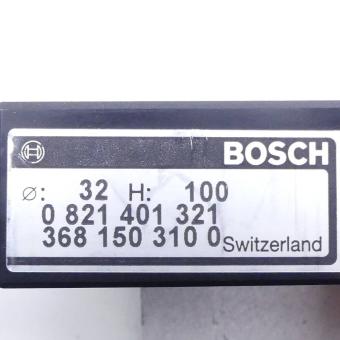 BOSCH
⌀: 32 H: 100
0 821 401 321
368 150 310 0 Switzerland